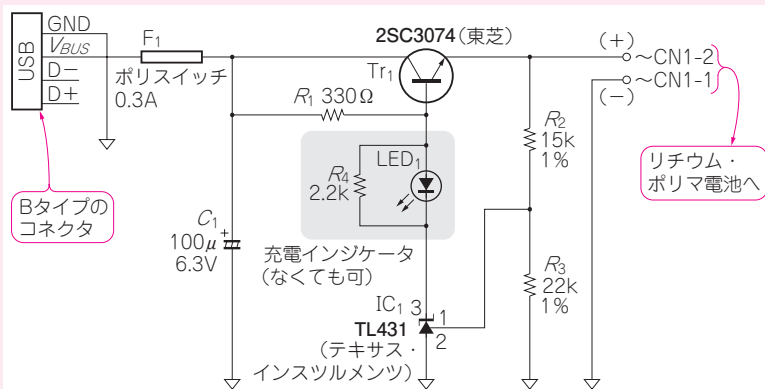 USB
GND
VBUS
D−
D+
F1
ポリスイッチ
0.3A
2SC3074(東芝)
Tr1
(+)
〜CN1-2
〜CN1-1
(−)
R1 330Ω
R2
15k
1%
リチウム・
ポリマ電池へ
LED1
R4
2.2k
Bタイプの
コネクタ
C1
+
100μ
6.3V
充電インジケータ
(なくても可)
R3
22k
1%
IC1
3
1
2
TL431
(テキサス・
インスツルメンツ)